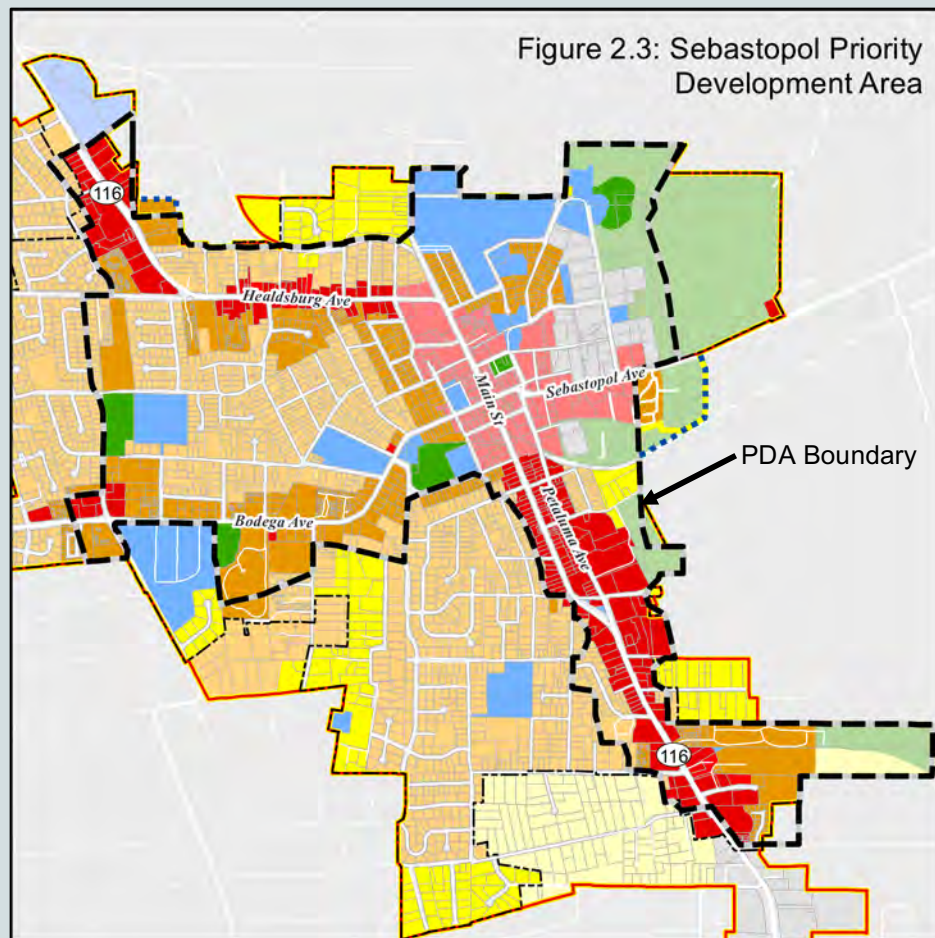 Figure 2.3: Sebastopol Priority
Development Area
116
Healdsburg Ave
Main St
Sebastopol Ave
PDA Boundary
Petaluma Ave
Bodega Ave
116